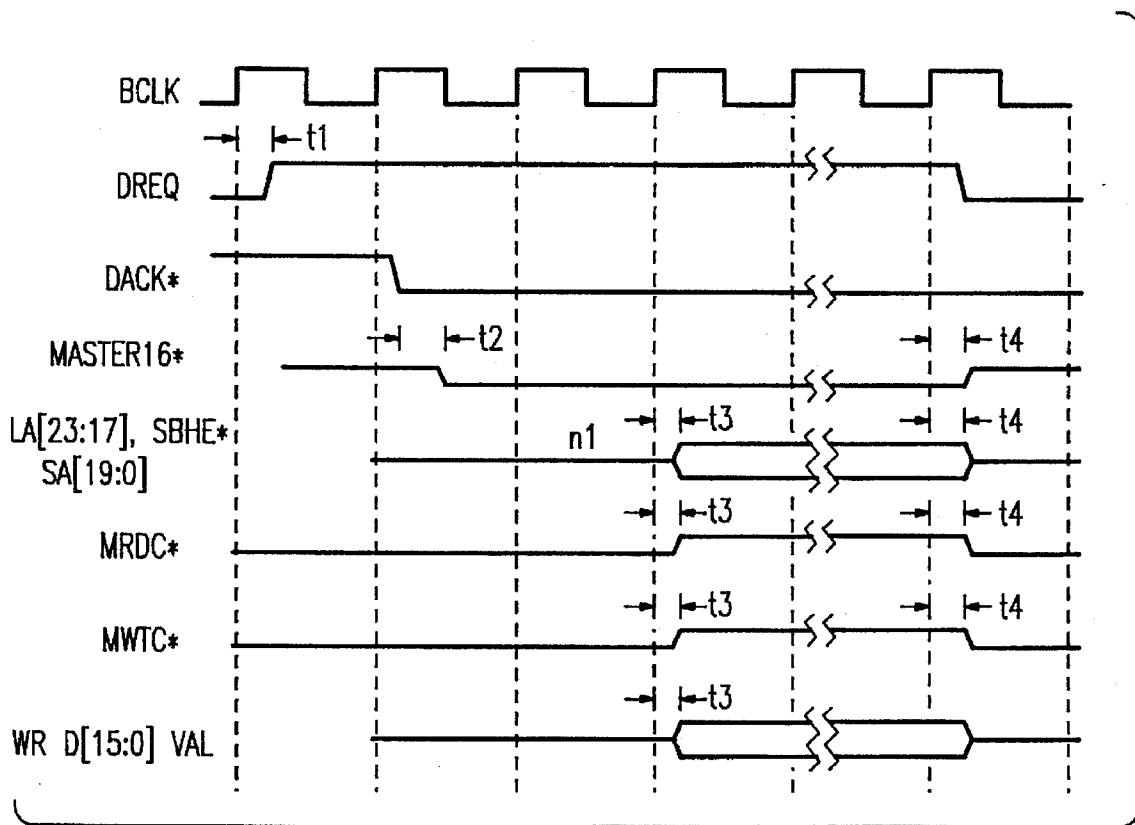 BCLK
t1
DREQ
DACK*
t2
t4
MASTER16*
t3
t4
LA[23:17], SBHE*
n1
SA[19:0]
t3
t4
MRDC*
t3
t4
MWTC*
t3
WR D[15:0] VAL